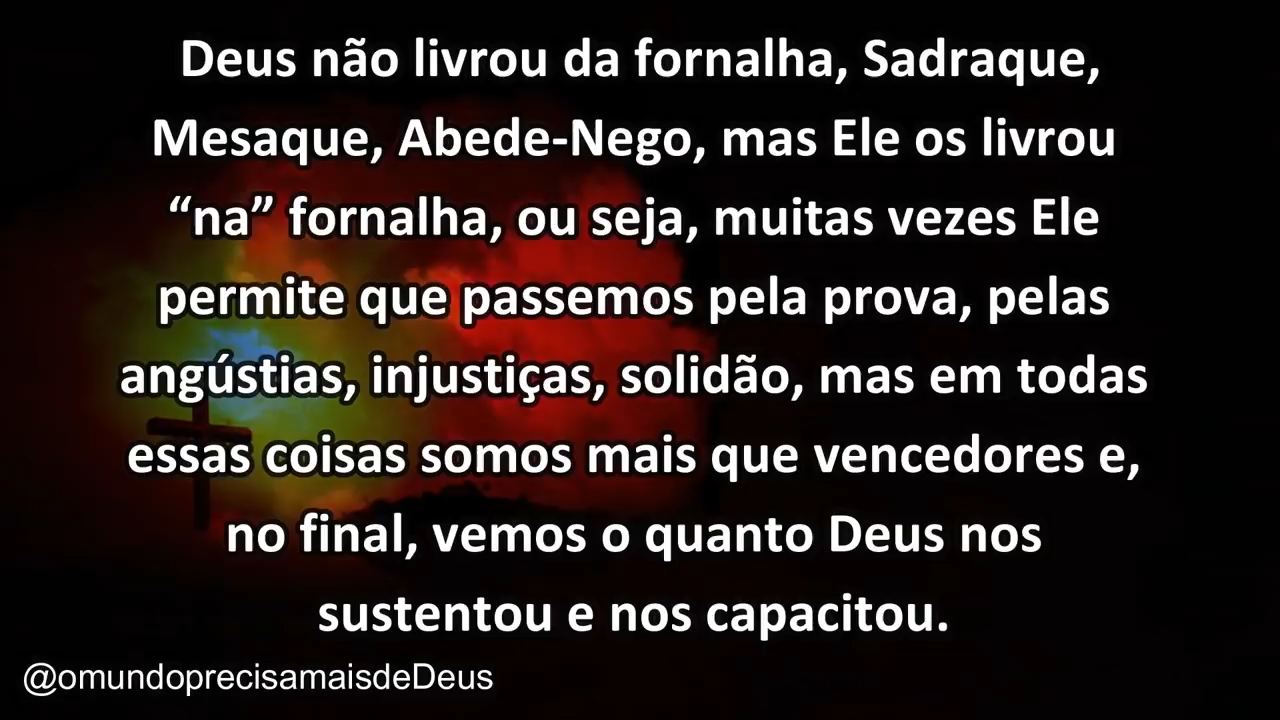 Deus não livrou da fornalha, Sadraque,
Mesaque, Abede-Nego, mas Ele os livrou
“na” fornalha, ou seja, muitas vezes Ele
permite que passemos pela prova, pelas
angústias, injustiças, solidão, mas em todas
essas coisas somos mais que vencedores e,
no final, vemos o quanto Deus nos
sustentou e nos capacitou.
@omundoprecisamaisdeDeus